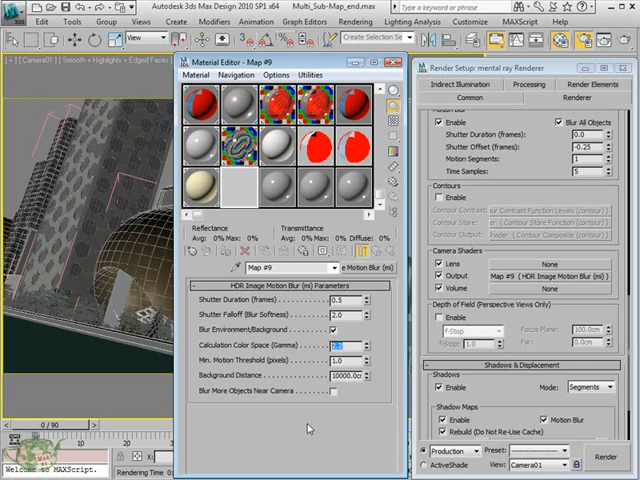 Autodesk 3ds Max Design 2010 SP1 x64 Multi_Sub-Map_end.max
Type a keyword or phrase
3DS
Edit Tools Group Views Create Modifiers Animation Graph Editors Rendering Lighting Analysis Customize MAXScript Help
View
Create Selection Se
[ + ] [ Camera01 ] [ Smooth + Highlights + Edged Faces ]
Material Editor - Map #9
Material Navigation Options Utilities
Reflectance Transmittance
Avg: 0% Max: 0% Avg: 0% Max: 0% Diffuse: 0%
Map #9
e Motion Blur (mi)
HDR Image Motion Blur (mi) Parameters
Shutter Duration (frames) 0.5
Shutter Falloff (Blur Softness) 2.0
Blur Environment/Background
Calculation Color Space (Gamma) 2.2
Min. Motion Threshold (pixels) 1.0
Background Distance 10000.0c
Blur More Objects Near Camera
Render Setup: mental ray Renderer
Indirect Illumination Processing Render Elements
Common Renderer
Enable Blur All Objects
Shutter Duration (frames): 0.0
Shutter Offset (frames): -0.25
Motion Segments: 1
Time Samples: 5
Contours
Enable
Contour Contrast: ur Contrast Function Levels (contour) )
Contour Store: er ( Contour Store Function (contour) )
Contour Output: shader ( Contour Composite (contour) )
Camera Shaders
Lens None
Output Map #9 ( HDR Image Motion Blur (mi) )
Volume None
Depth of Field (Perspective Views Only)
Enable
f-Stop Focus Plane: 100.0cm
f-Stop: 1.0 Far: 0.0cm
Shadows & Displacement
Shadows
Enable Mode: Segments
Shadow Maps
Enable Motion Blur
Rebuild (Do Not Re-Use Cache)
Production Preset:
ActiveShade View: Camera01
Render
0 / 90
0
Welcome to MAXScript.
Rendering Time 0: